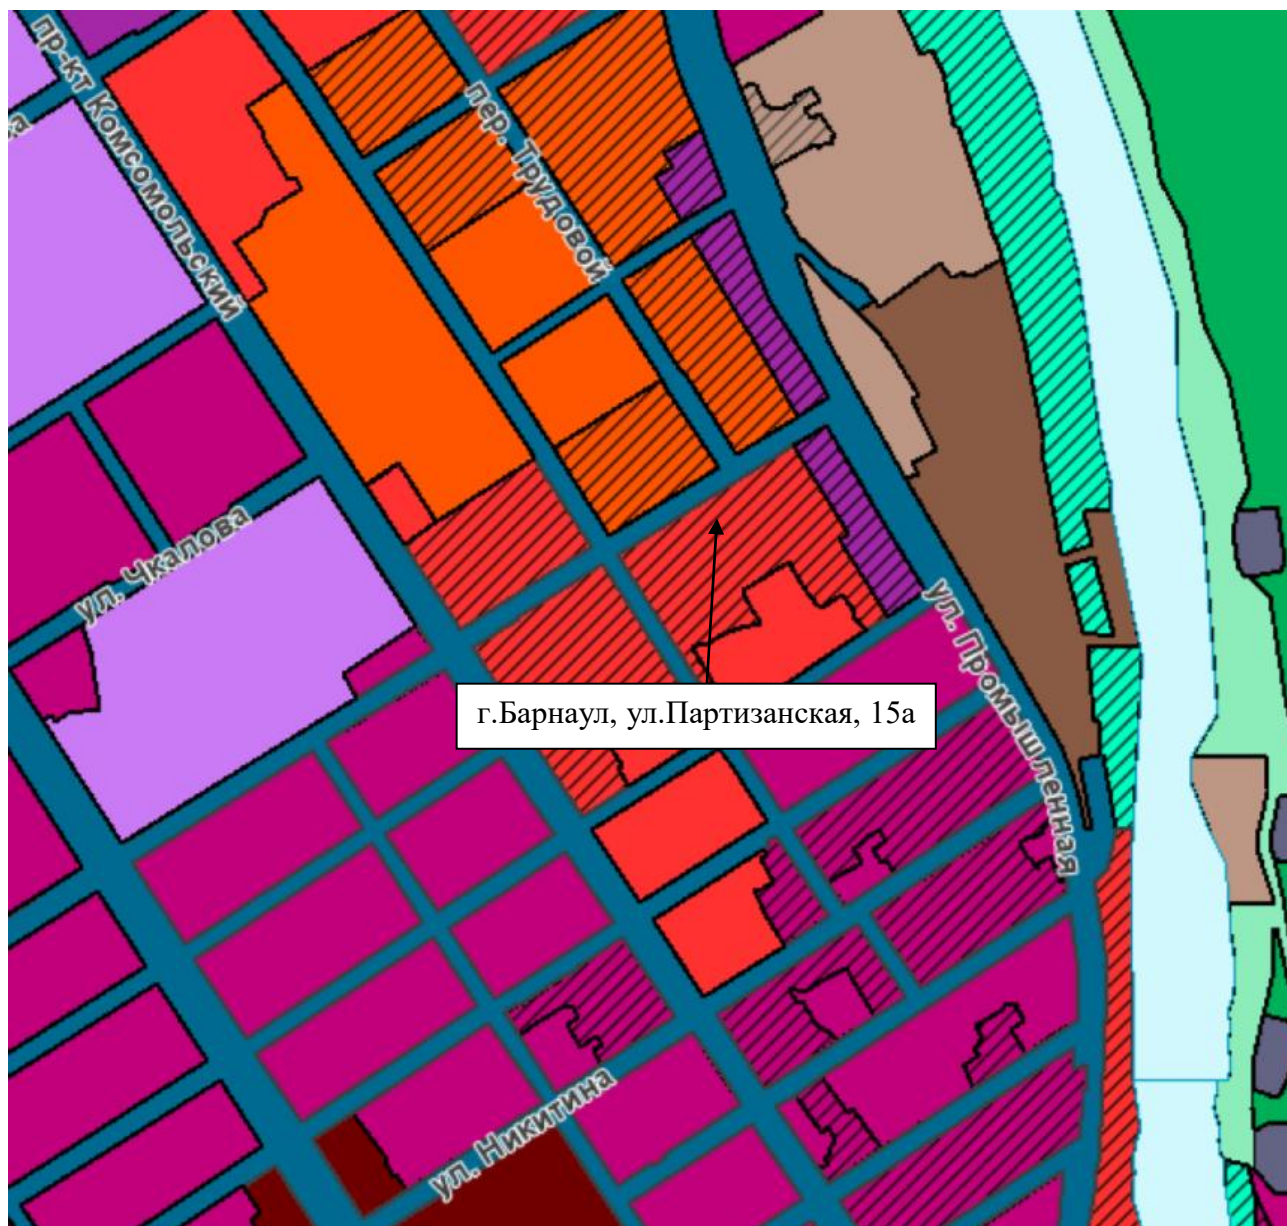 пр-кт Комсомольский
пер. Трудовой
ул. Чкалова
ул. Промышленная
г.Барнаул, ул.Партизанская, 15а
ул. Никитина